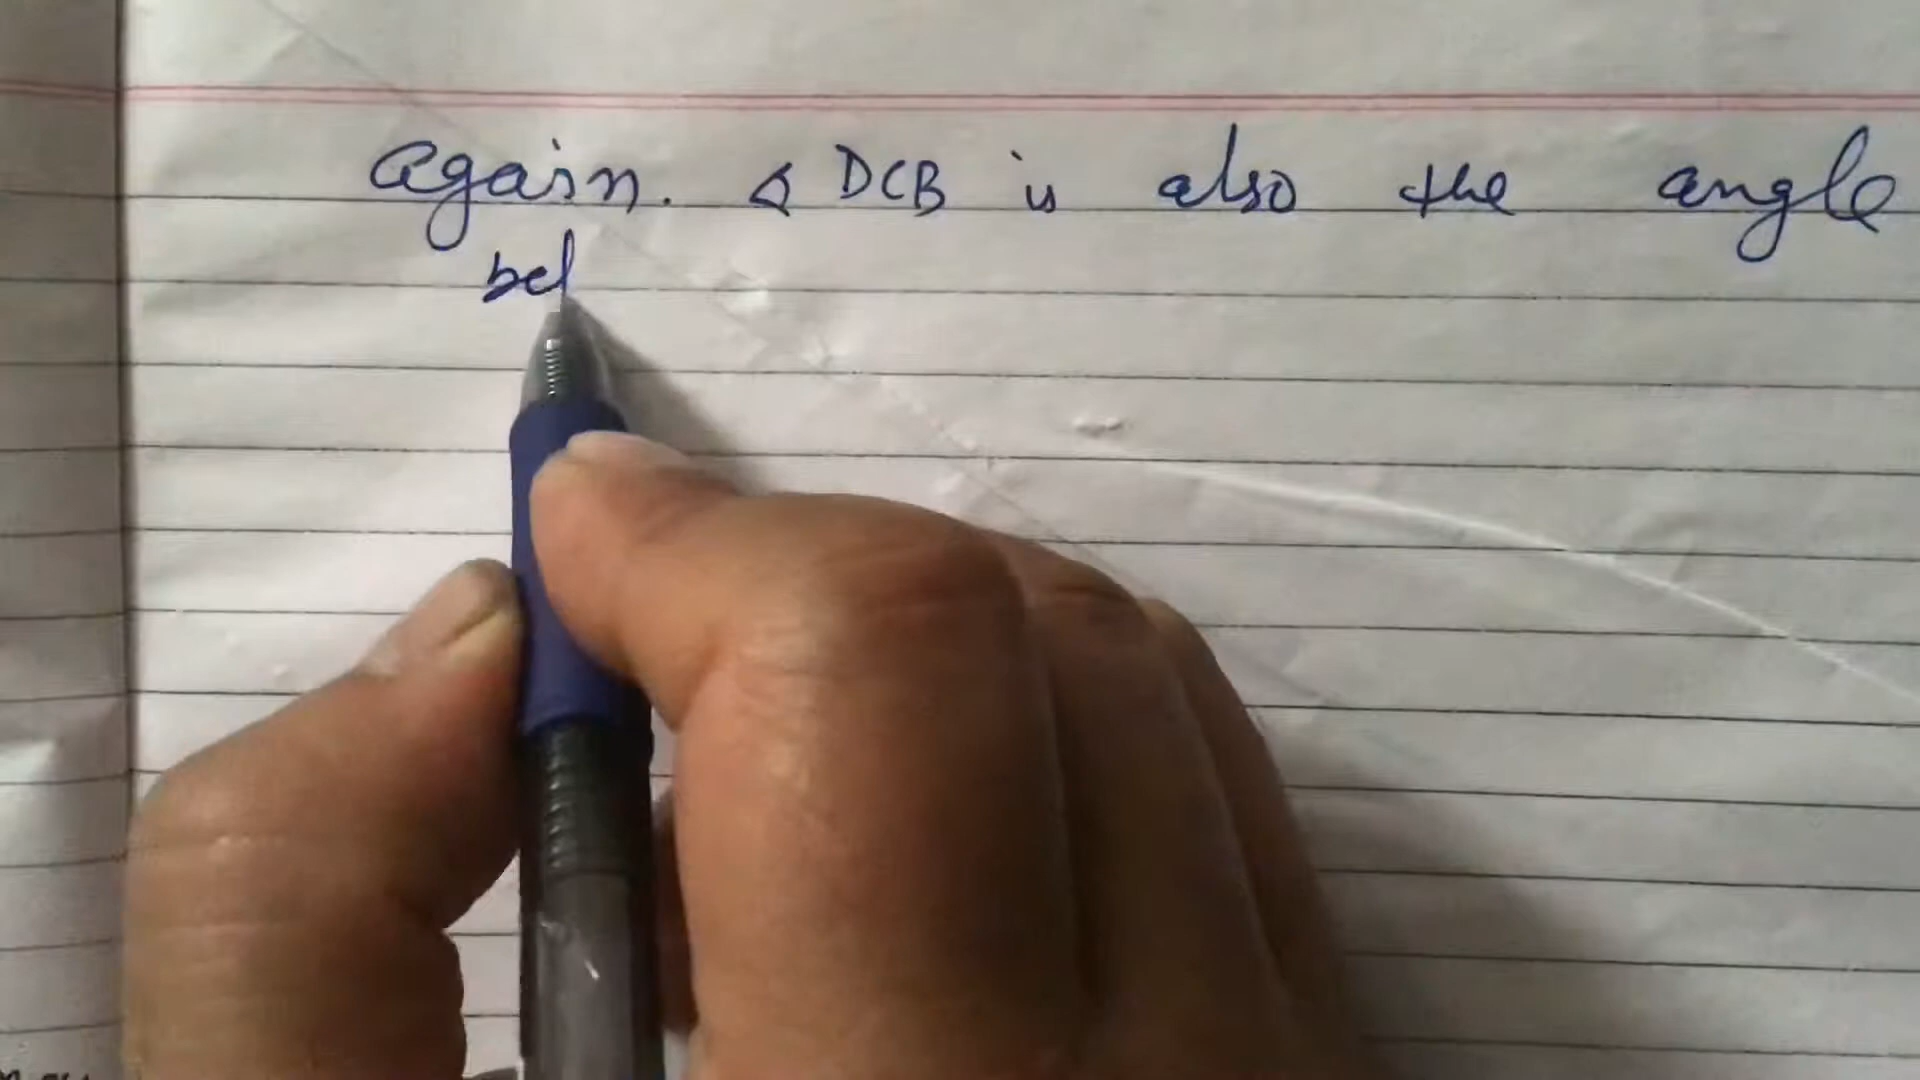 Again. ∠ DCB is also the angle
bet